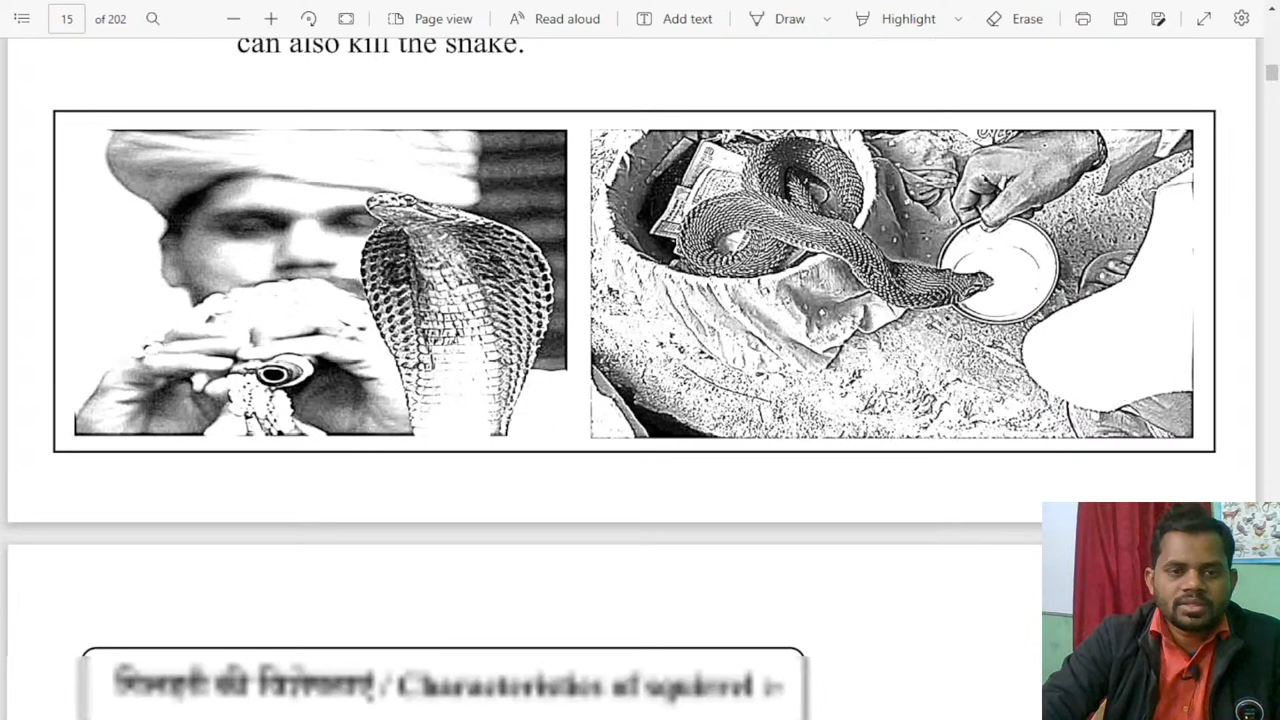 15 of 202 Page view Read aloud Add text Draw Highlight Erase
can also kill the snake.
/ Characteristics of squirrel :-